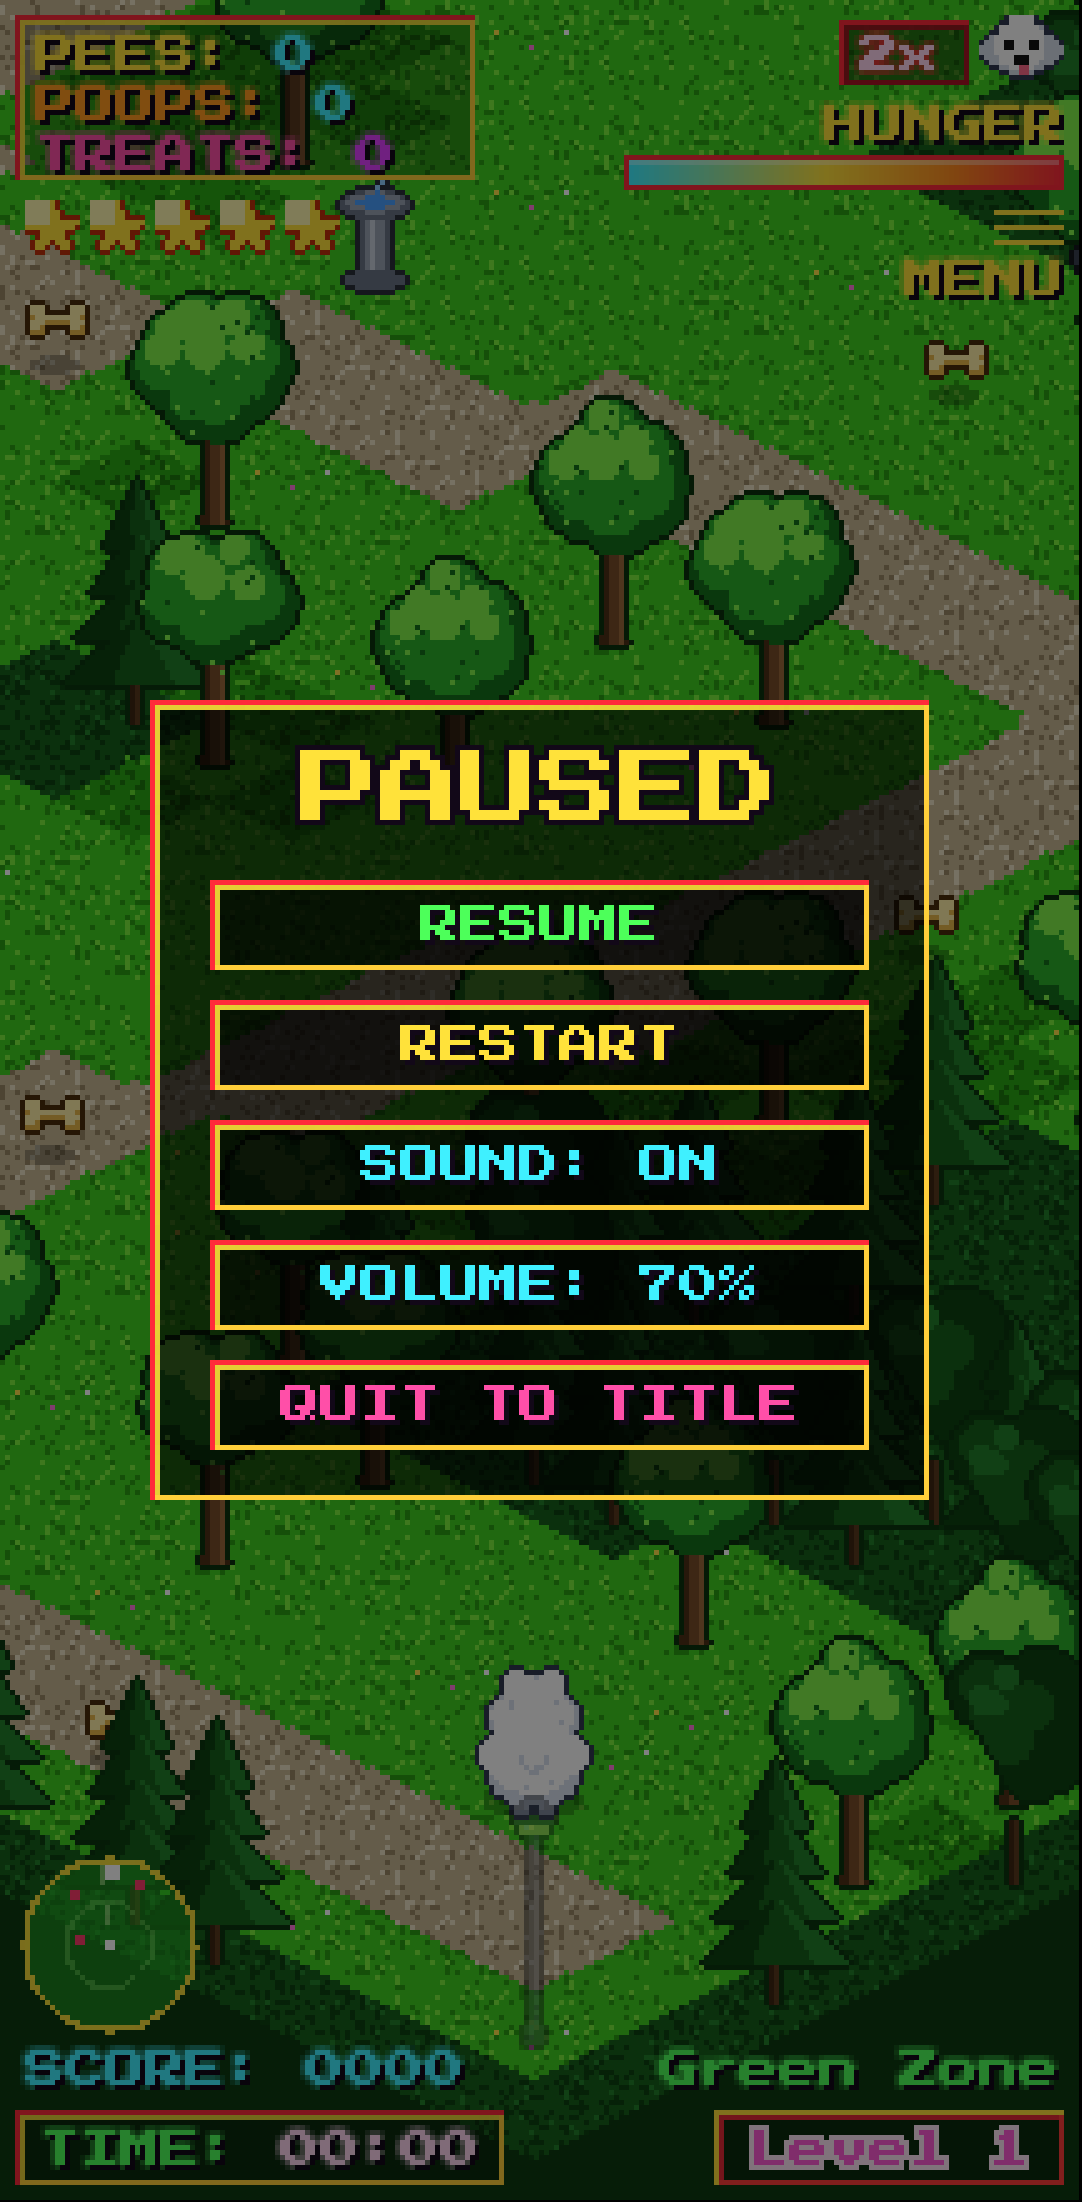 PEES: 0
2x
POOPS: 0
HUNGER
TREATS: 0
MENU
PAUSED
RESUME
RESTART
SOUND: ON
VOLUME: 70%
QUIT TO TITLE
SCORE: 0000
Green Zone
TIME: 00:00
Level 1